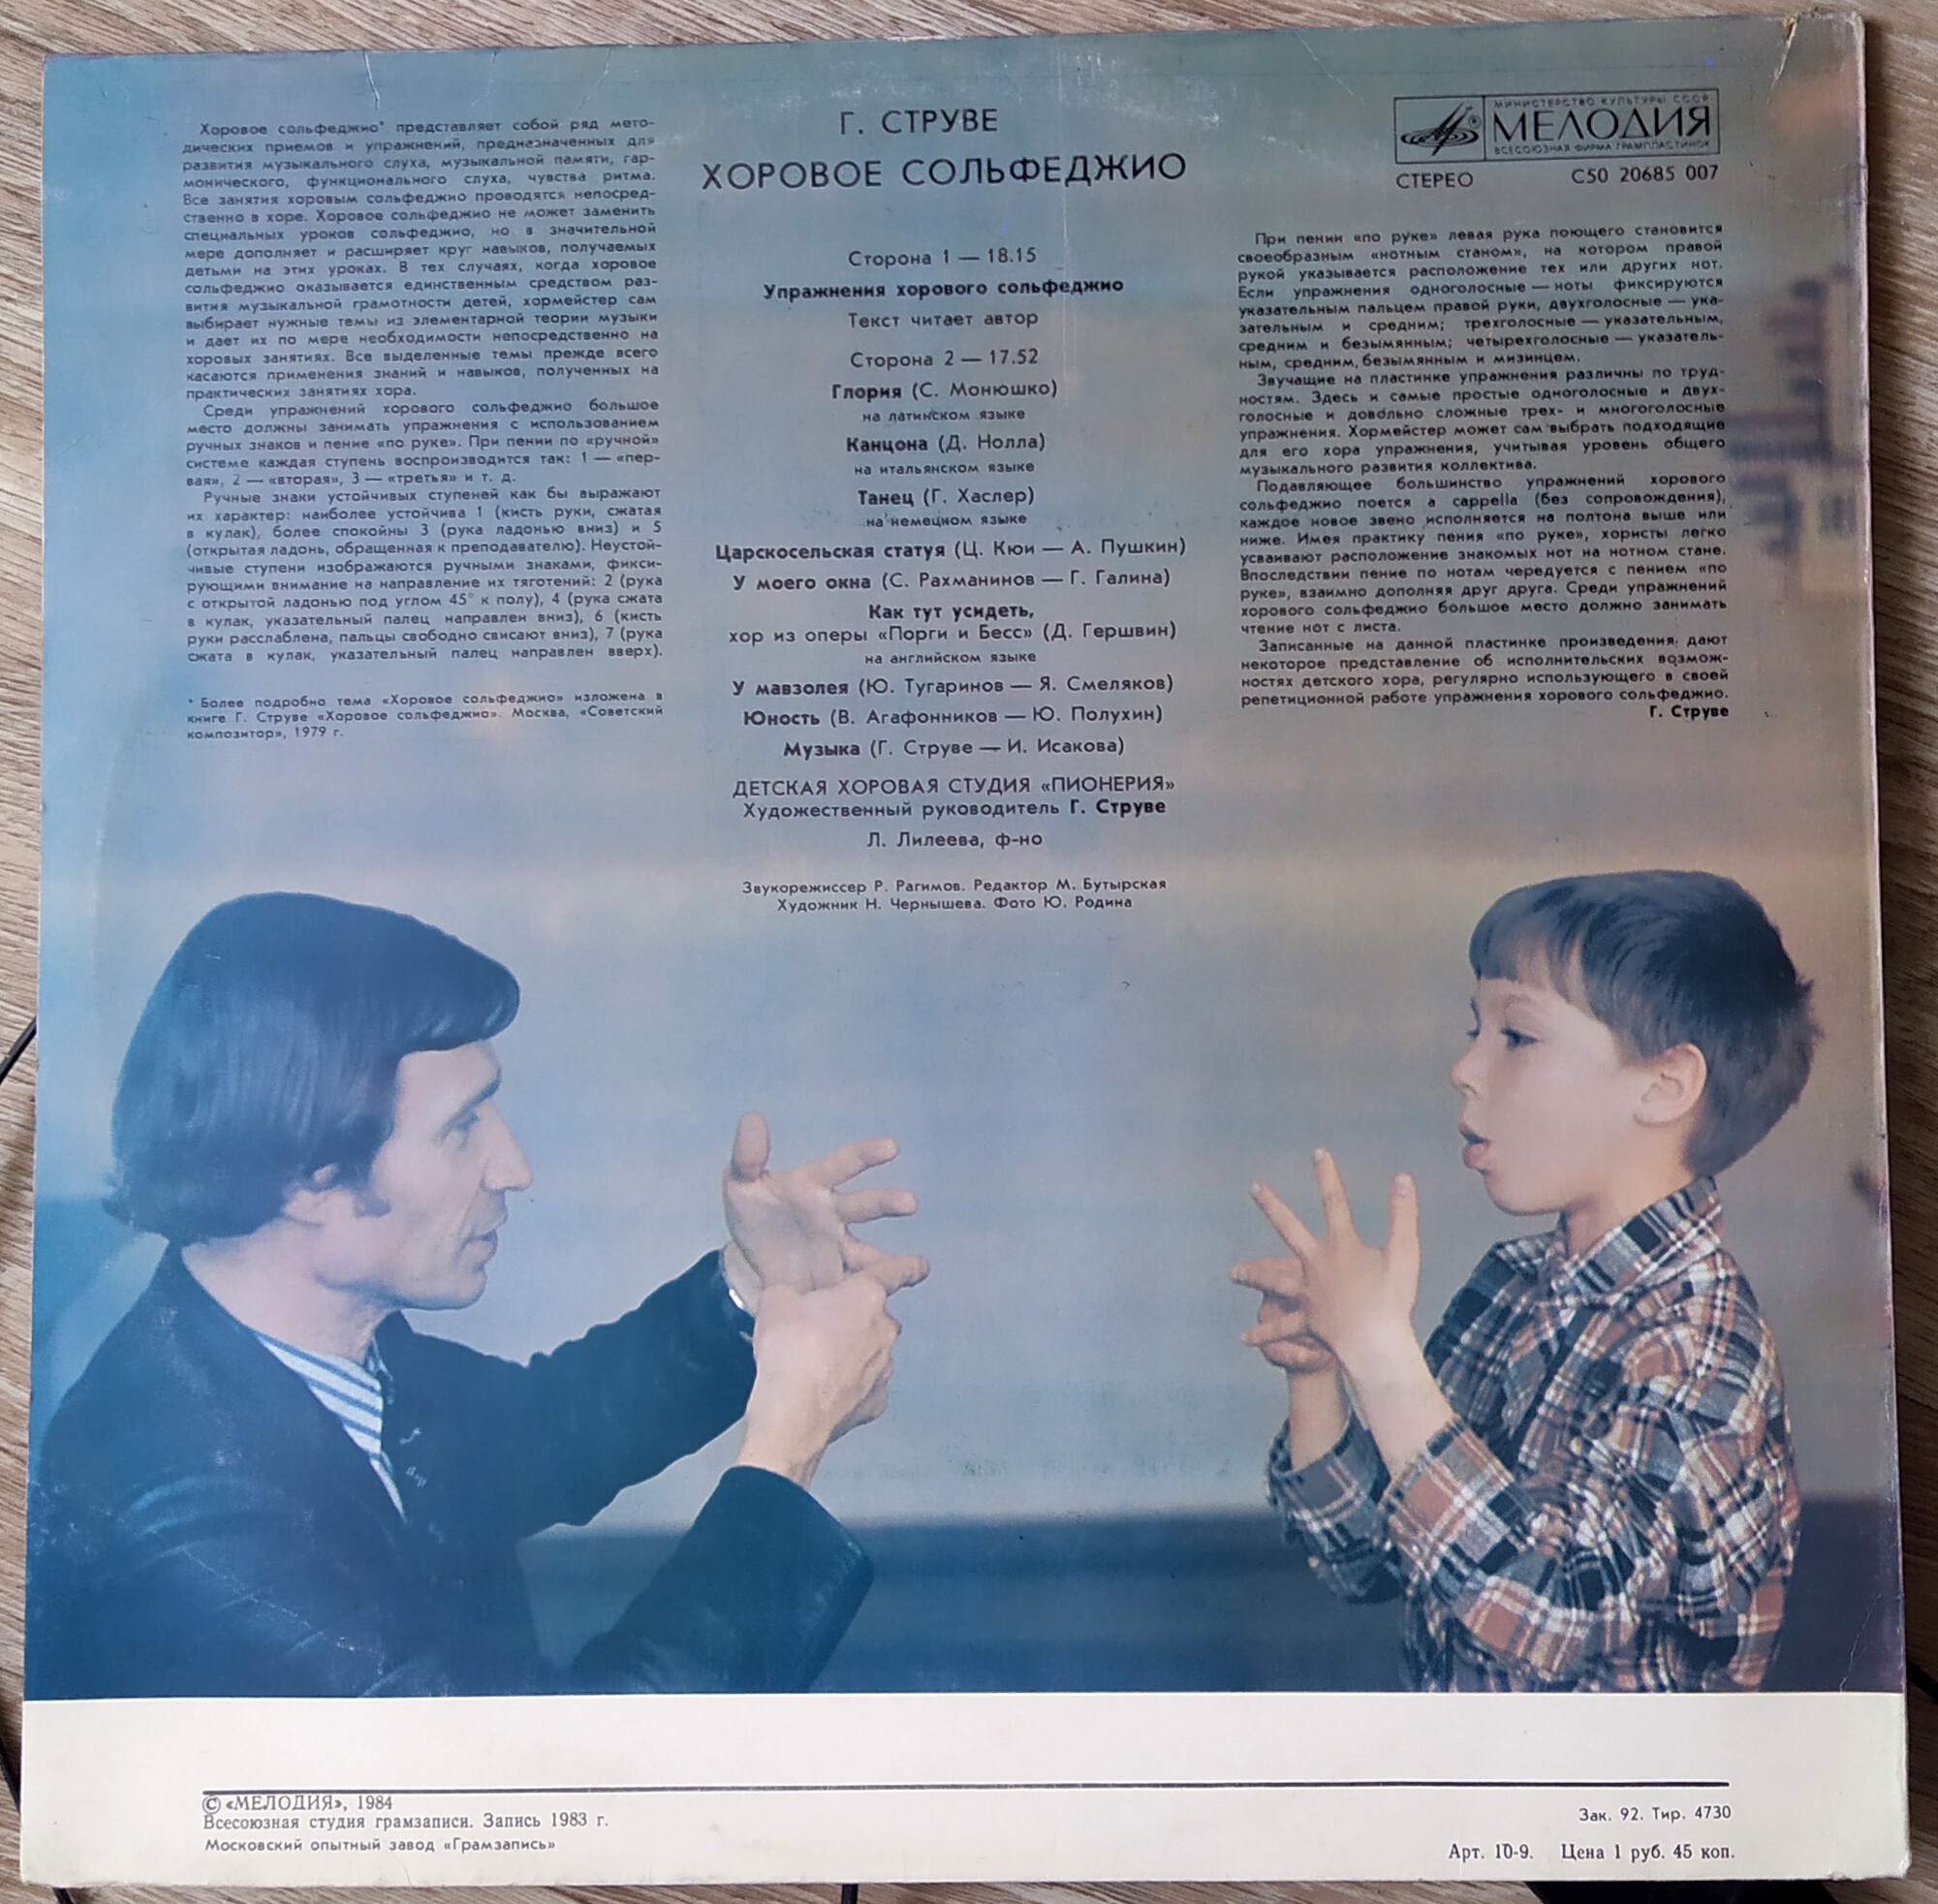 Хоровое сольфеджио* представляет собой ряд мето-
дических приемов и упражнений, предназначенных для
развития музыкального слуха, музыкальной памяти, гар-
монического, функционального слуха, чувства ритма.
Все занятия хоровым сольфеджио проводятся непосред-
ственно в хоре. Хоровое сольфеджио не может заменить
специальных уроков сольфеджио, но в значительной
мере дополняет и расширяет круг навыков, получаемых
детьми на этих уроках. В тех случаях, когда хоровое
сольфеджио оказывается единственным средством раз-
вития музыкальной грамотности детей, хормейстер сам
выбирает нужные темы из элементарной теории музыки
и дает их по мере необходимости непосредственно на
хоровых занятиях. Все выделенные темы прежде всего
касаются применения знаний и навыков, полученных на
практических занятиях хора.
Среди упражнений хорового сольфеджио большое
место должны занимать упражнения с использованием
ручных знаков и пение «по руке». При пении по «ручной»
системе каждая ступень воспроизводится так: 1 — «пер-
вая», 2 — «вторая», 3 — «третья» и т. д.
Ручные знаки устойчивых ступеней как бы выражают
их характер: наиболее устойчива 1 (кисть руки, сжатая
в кулак), более спокойны 3 (рука ладонью вниз) и 5
(открытая ладонь, обращенная к преподавателю). Неустой-
чивые ступени изображаются ручными знаками, фикси-
рующими внимание на направление их тяготений: 2 (рука
с открытой ладонью под углом 45° к полу), 4 (рука сжата
в кулак, указательный палец направлен вниз), 6 (кисть
руки расслаблена, пальцы свободно свисают вниз), 7 (рука
сжата в кулак, указательный палец направлен вверх).
* Более подробно тема «Хоровое сольфеджио» изложена в
книге Г. Струве «Хоровое сольфеджио». Москва, «Советский
композитор», 1979 г.
Г. СТРУВЕ
ХОРОВОЕ СОЛЬФЕДЖИО
Сторона 1 — 18.15
Упражнения хорового сольфеджио
Текст читает автор
Сторона 2 — 17.52
Глория (С. Монюшко)
на латинском языке
Канцона (Д. Нолла)
на итальянском языке
Танец (Г. Хаслер)
на немецком языке
Царскосельская статуя (Ц. Кюи — А. Пушкин)
У моего окна (С. Рахманинов — Г. Галина)
Как тут усидеть,
хор из оперы «Порги и Бесс» (Д. Гершвин)
на английском языке
У мавзолея (Ю. Тугаринов — Я. Смеляков)
Юность (В. Агафонников — Ю. Полухин)
Музыка (Г. Струве — И. Исакова)
ДЕТСКАЯ ХОРОВАЯ СТУДИЯ «ПИОНЕРИЯ»
Художественный руководитель Г. Струве
Л. Лилеева, ф-но
Звукорежиссер Р. Рагимов. Редактор М. Бутырская
Художник Н. Чернышева. Фото Ю. Родина
МИНИСТЕРСТВО КУЛЬТУРЫ СССР
МЕЛОДИЯ
ВСЕСОЮЗНАЯ ФИРМА ГРАМПЛАСТИНОК
СТЕРЕО С50 20685 007
При пении «по руке» левая рука поющего становится
своеобразным «нотным станом», на котором правой
рукой указывается расположение тех или других нот.
Если упражнения одноголосные — ноты фиксируются
указательным пальцем правой руки, двухголосные — ука-
зательным и средним; трехголосные — указательным,
средним и безымянным; четырехголосные — указатель-
ным, средним, безымянным и мизинцем.
Звучащие на пластинке упражнения различны по труд-
ностям. Здесь и самые простые одноголосные и двух-
голосные и довольно сложные трех- и многоголосные
упражнения. Хормейстер может сам выбрать подходящие
для его хора упражнения, учитывая уровень общего
музыкального развития коллектива.
Подавляющее большинство упражнений хорового
сольфеджио поется a cappella (без сопровождения),
каждое новое звено исполняется на полтона выше или
ниже. Имея практику пения «по руке», хористы легко
усваивают расположение знакомых нот на нотном стане.
Впоследствии пение по нотам чередуется с пением «по
руке», взаимно дополняя друг друга. Среди упражнений
хорового сольфеджио большое место должно занимать
чтение нот с листа.
Записанные на данной пластинке произведения дают
некоторое представление об исполнительских возмож-
ностях детского хора, регулярно использующего в своей
репетиционной работе упражнения хорового сольфеджио.
Г. Струве
© «МЕЛОДИЯ», 1984
Всесоюзная студия грамзаписи. Запись 1983 г.
Московский опытный завод «Грамзапись»
Зак. 92. Тир. 4730
Арт. 10-9. Цена 1 руб. 45 коп.